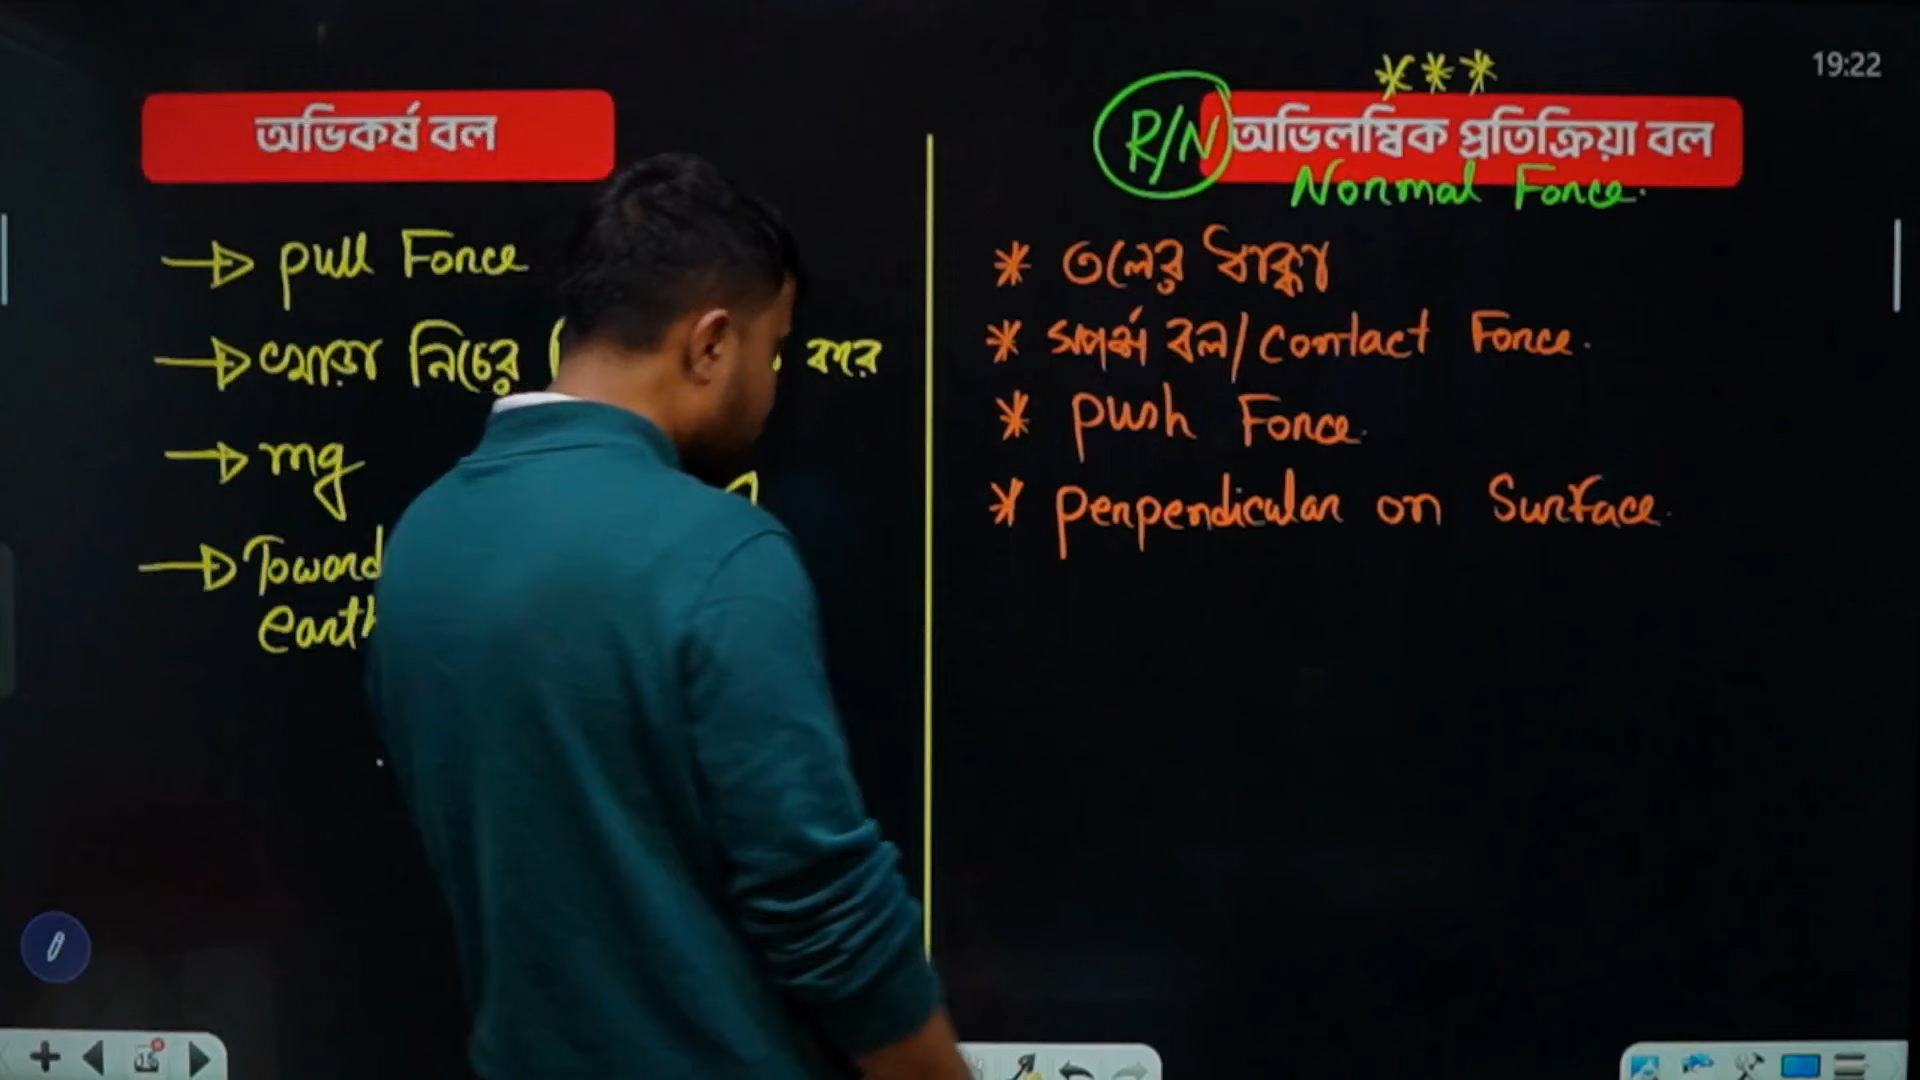 19:22
অভিকর্ষ বল
→ pull Force
→ খাড়া নিচের
→ mg
→ Toward
earth
***
R/N অভিলম্বিক প্রতিক্রিয়া বল
Normal Force.
* তলের ধাক্কা
* স্পর্শ বল/Contact Force.
* push Force.
* perpendicular on Surface.